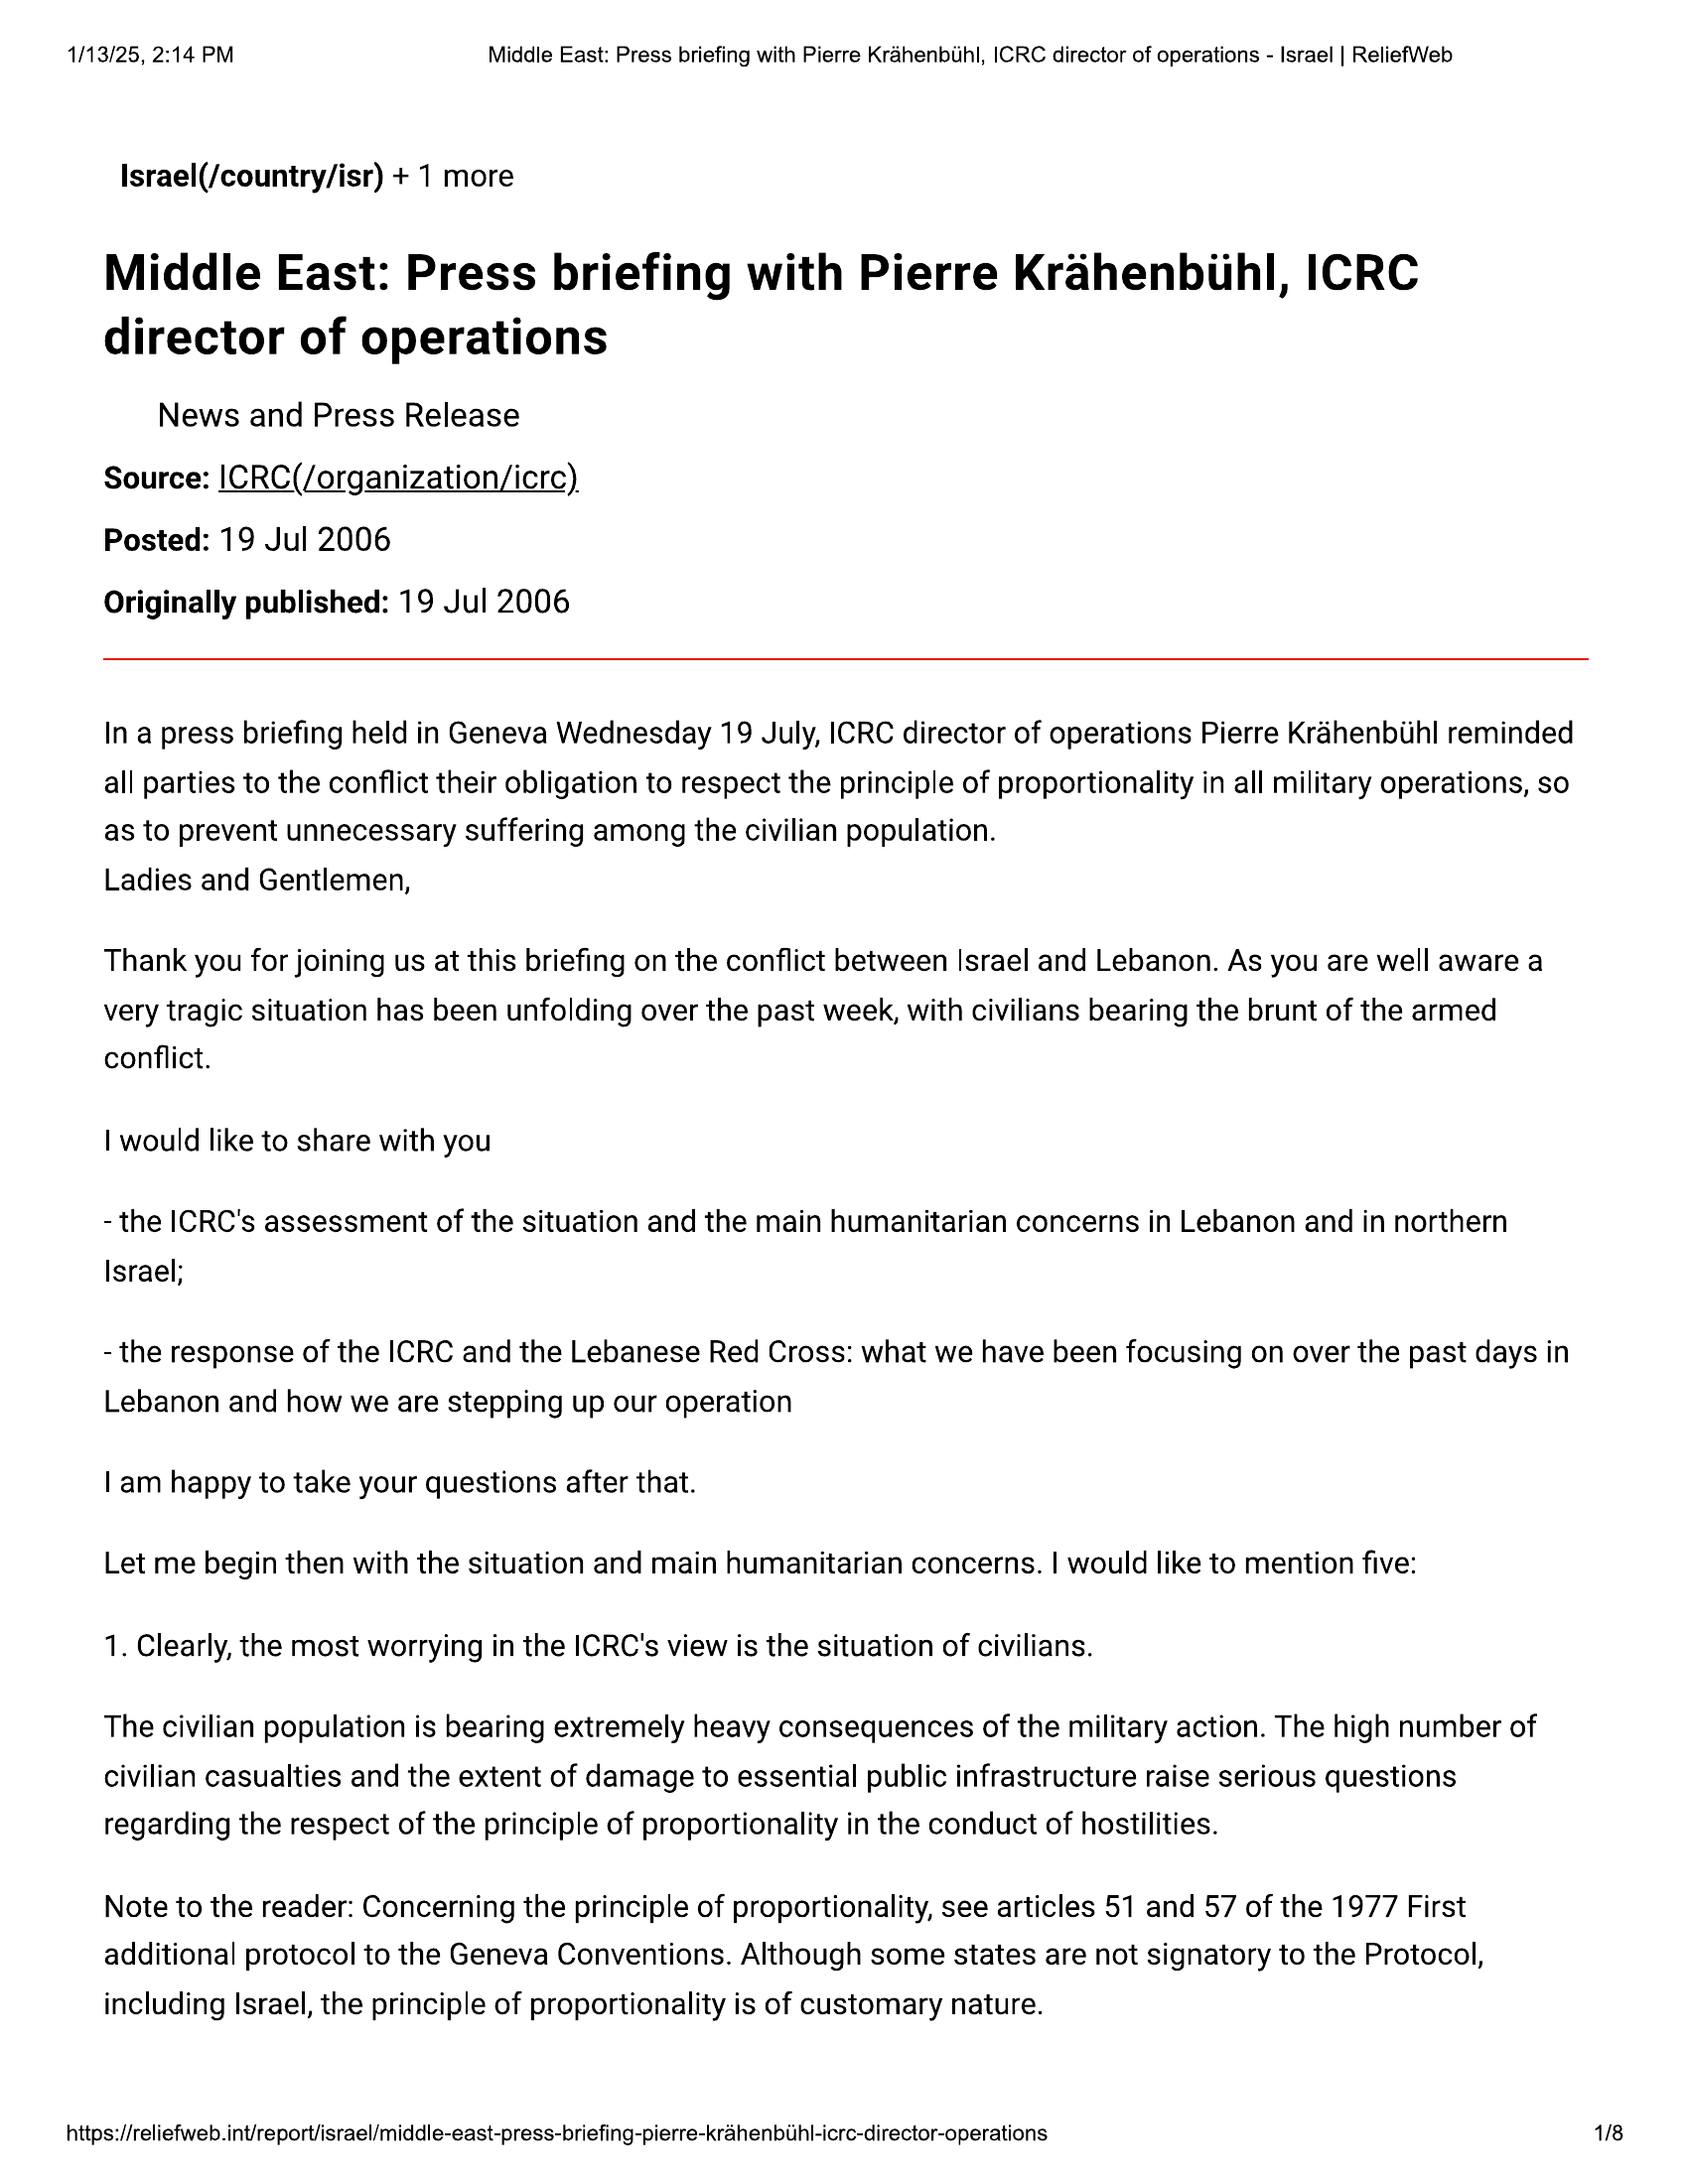 1/13/25, 2:14 PM
Middle East: Press briefing with Pierre Krähenbühl, ICRC director of operations - Israel | ReliefWeb
Israel(/country/isr) + 1 more
Middle East: Press briefing with Pierre Krähenbühl, ICRC
director of operations
News and Press Release
Source: ICRC(/organization/icrc)
Posted: 19 Jul 2006
Originally published: 19 Jul 2006
In a press briefing held in Geneva Wednesday 19 July, ICRC director of operations Pierre Krähenbühl reminded
all parties to the conflict their obligation to respect the principle of proportionality in all military operations, so
as to prevent unnecessary suffering among the civilian population.
Ladies and Gentlemen,
Thank you for joining us at this briefing on the conflict between Israel and Lebanon. As you are well aware a
very tragic situation has been unfolding over the past week, with civilians bearing the brunt of the armed
conflict.
I would like to share with you
- the ICRC's assessment of the situation and the main humanitarian concerns in Lebanon and in northern
Israel;
- the response of the ICRC and the Lebanese Red Cross: what we have been focusing on over the past days in
Lebanon and how we are stepping up our operation
I am happy to take your questions after that.
Let me begin then with the situation and main humanitarian concerns. I would like to mention five:
1. Clearly, the most worrying in the ICRC's view is the situation of civilians.
The civilian population is bearing extremely heavy consequences of the military action. The high number of
civilian casualties and the extent of damage to essential public infrastructure raise serious questions
regarding the respect of the principle of proportionality in the conduct of hostilities.
Note to the reader: Concerning the principle of proportionality, see articles 51 and 57 of the 1977 First
additional protocol to the Geneva Conventions. Although some states are not signatory to the Protocol,
including Israel, the principle of proportionality is of customary nature.
https://reliefweb.int/report/israel/middle-east-press-briefing-pierre-krähenbühl-icrc-director-operations
1/8